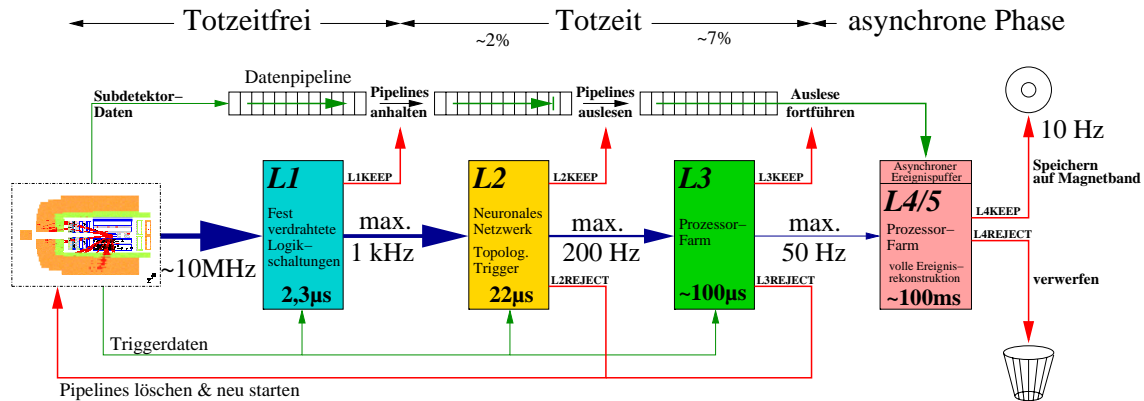 Totzeitfrei
Totzeit
asynchrone Phase
~2%
~7%
Datenpipeline
Subdetektor–
Daten
Pipelines
anhalten
Pipelines
auslesen
Auslese
fortführen
10 Hz
Speichern
auf Magnetband
L1
Fest
verdrahtete
Logik–
schaltungen
2,3μs
L1KEEP
L2
Neuronales
Netzwerk
Topolog.
Trigger
22μs
L2KEEP
L2REJECT
L3
Prozessor–
Farm
~100μs
L3KEEP
L3REJECT
Asynchroner
Ereignispuffer
L4/5
Prozessor–
Farm
volle Ereignis–
rekonstruktion
~100ms
L4KEEP
L4REJECT
~10MHz
max.
1 kHz
max.
200 Hz
max.
50 Hz
verwerfen
Triggerdaten
Pipelines löschen & neu starten